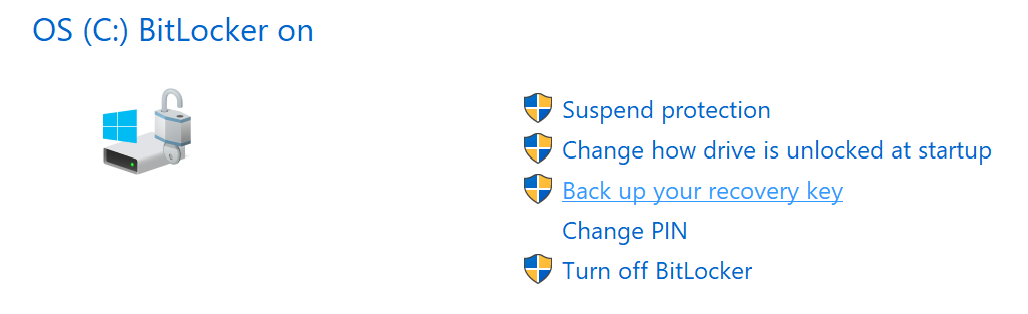 OS (C:) BitLocker on
Suspend protection
Change how drive is unlocked at startup
Back up your recovery key
Change PIN
Turn off BitLocker